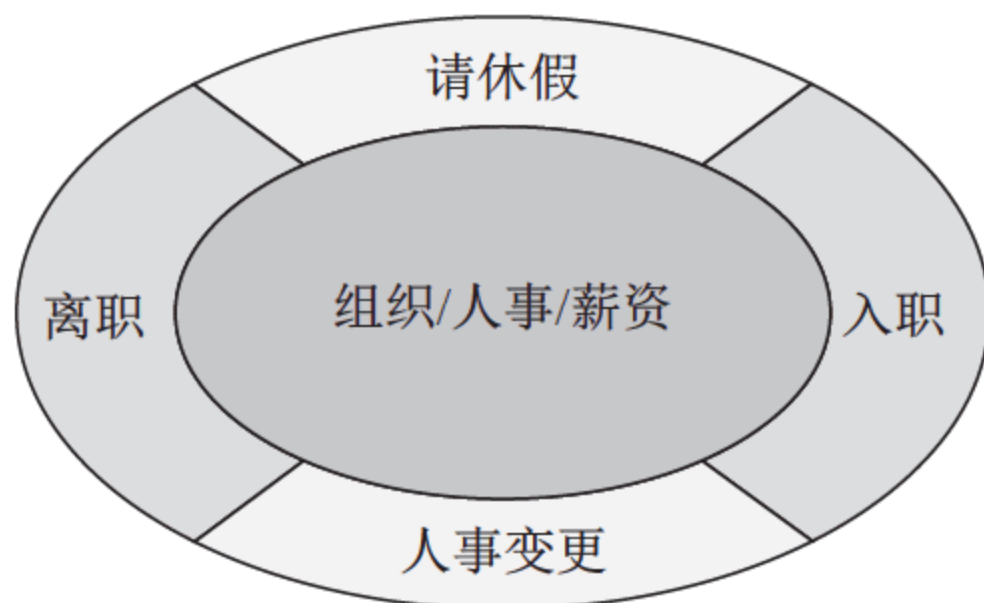 请休假
离职
组织/人事/薪资
入职
人事变更